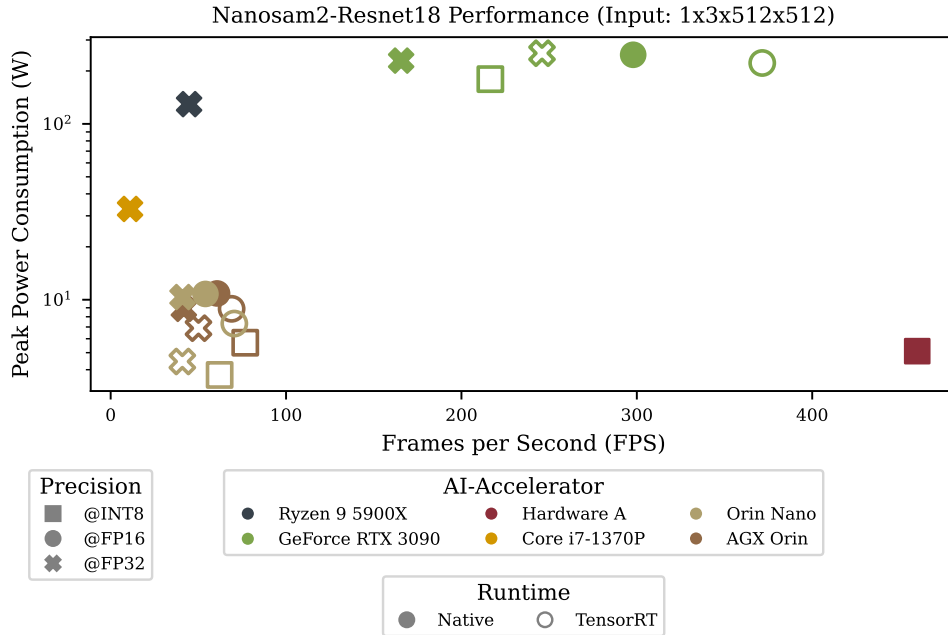 Nanosam2-Resnet18 Performance (Input: 1x3x512x512)
Peak Power Consumption (W)
10²
10¹
0 100 200 300 400
Frames per Second (FPS)
Precision
@INT8
@FP16
@FP32
AI-Accelerator
Ryzen 9 5900X Hardware A Orin Nano
GeForce RTX 3090 Core i7-1370P AGX Orin
Runtime
Native TensorRT